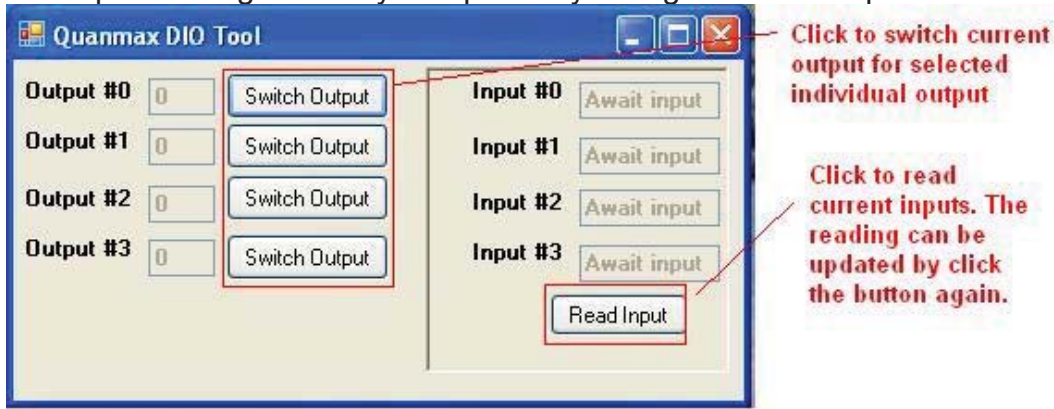 Quanmax DIO Tool
Output #0 0 Switch Output
Output #1 0 Switch Output
Output #2 0 Switch Output
Output #3 0 Switch Output
Input #0 Await input
Input #1 Await input
Input #2 Await input
Input #3 Await input
Read Input
Click to switch current
output for selected
individual output
Click to read
current inputs. The
reading can be
updated by click
the button again.